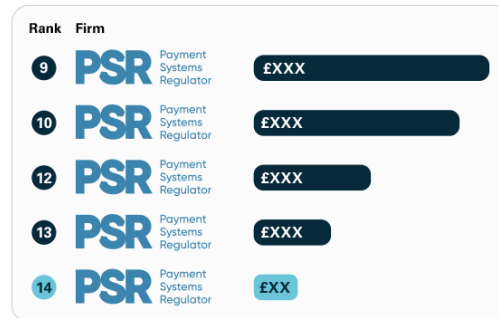 Rank Firm
9 PSR Payment Systems Regulator £XXX
10 PSR Payment Systems Regulator £XXX
12 PSR Payment Systems Regulator £XXX
13 PSR Payment Systems Regulator £XXX
14 PSR Payment Systems Regulator £XX